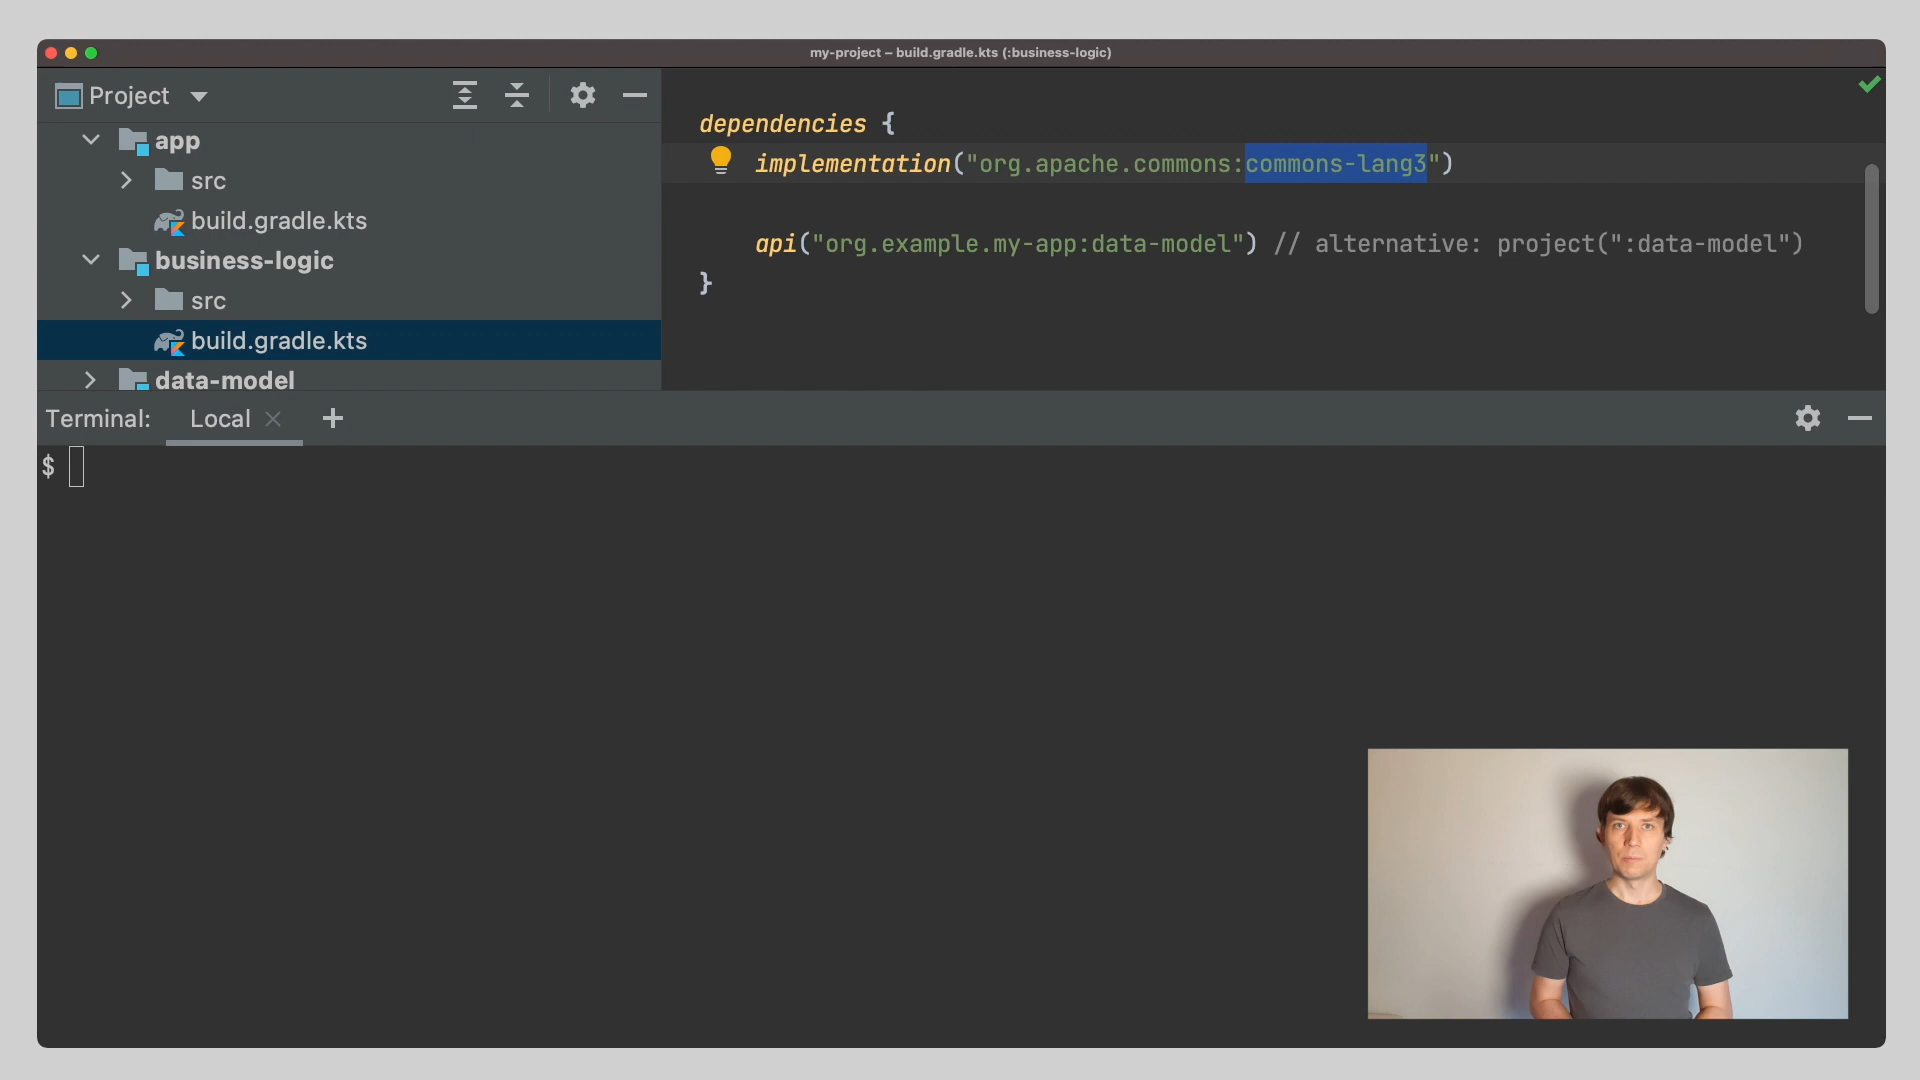 my-project – build.gradle.kts (:business-logic)
Project
app
src
build.gradle.kts
business-logic
src
build.gradle.kts
data-model
dependencies {
implementation("org.apache.commons:commons-lang3")
api("org.example.my-app:data-model") // alternative: project(":data-model")
}
Terminal: Local
$